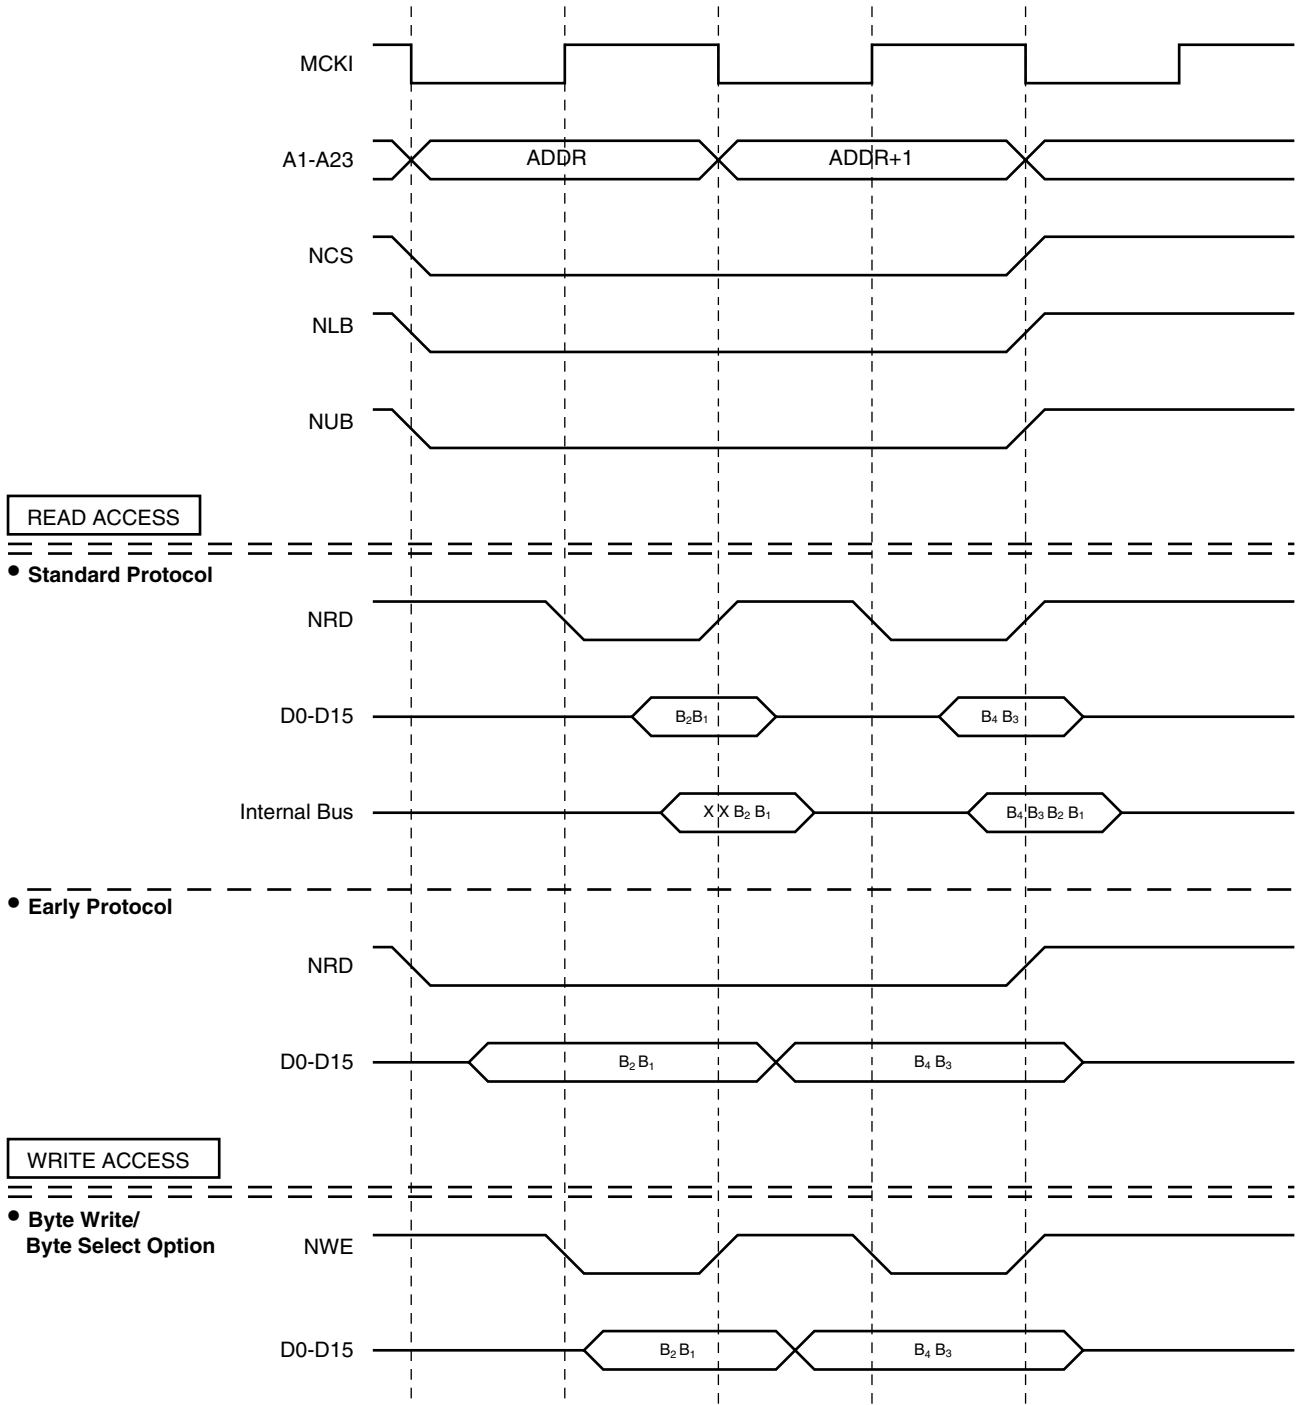 MCKI
A1-A23 ADDR ADDR+1
NCS
NLB
NUB
READ ACCESS
• Standard Protocol
NRD
D0-D15 B₂B₁ B₄ B₃
Internal Bus X X B₂ B₁ B₄ B₃ B₂ B₁
• Early Protocol
NRD
D0-D15 B₂ B₁ B₄ B₃
WRITE ACCESS
• Byte Write/
Byte Select Option NWE
D0-D15 B₂ B₁ B₄ B₃